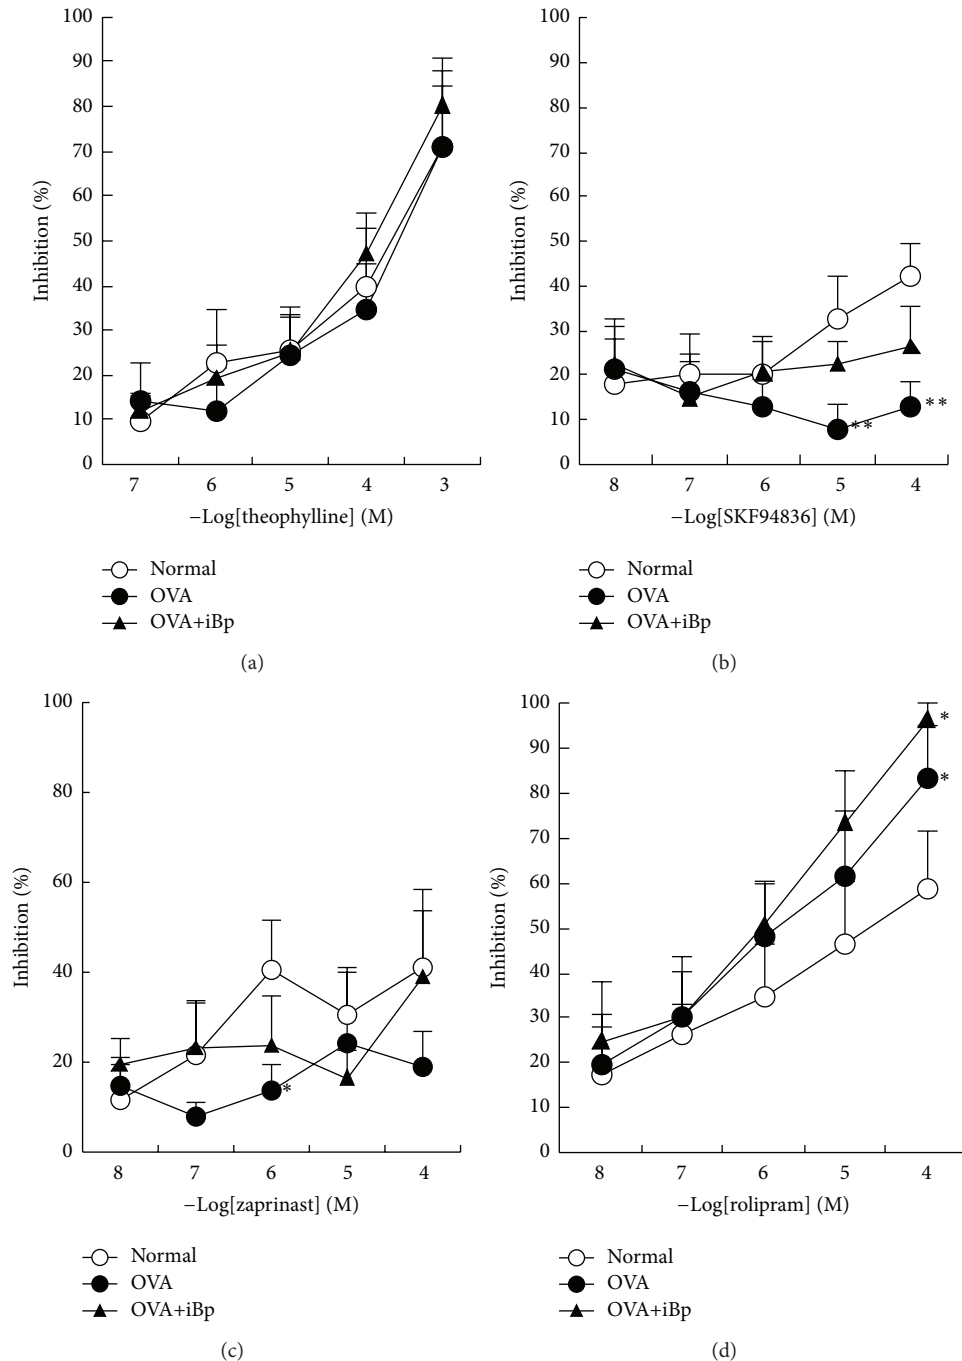 100
90
80
70
60
50
40
30
20
10
0
Inhibition (%)
7 6 5 4 3
−Log[theophylline] (M)
Normal
OVA
OVA+iBp
(a)
100
90
80
70
60
50
40
30
20
10
0
Inhibition (%)
**
**
8 7 6 5 4
−Log[SKF94836] (M)
Normal
OVA
OVA+iBp
(b)
100
80
60
40
20
0
Inhibition (%)
*
8 7 6 5 4
−Log[zaprinast] (M)
Normal
OVA
OVA+iBp
(c)
100
90
80
70
60
50
40
30
20
10
0
Inhibition (%)
*
*
8 7 6 5 4
−Log[rolipram] (M)
Normal
OVA
OVA+iBp
(d)